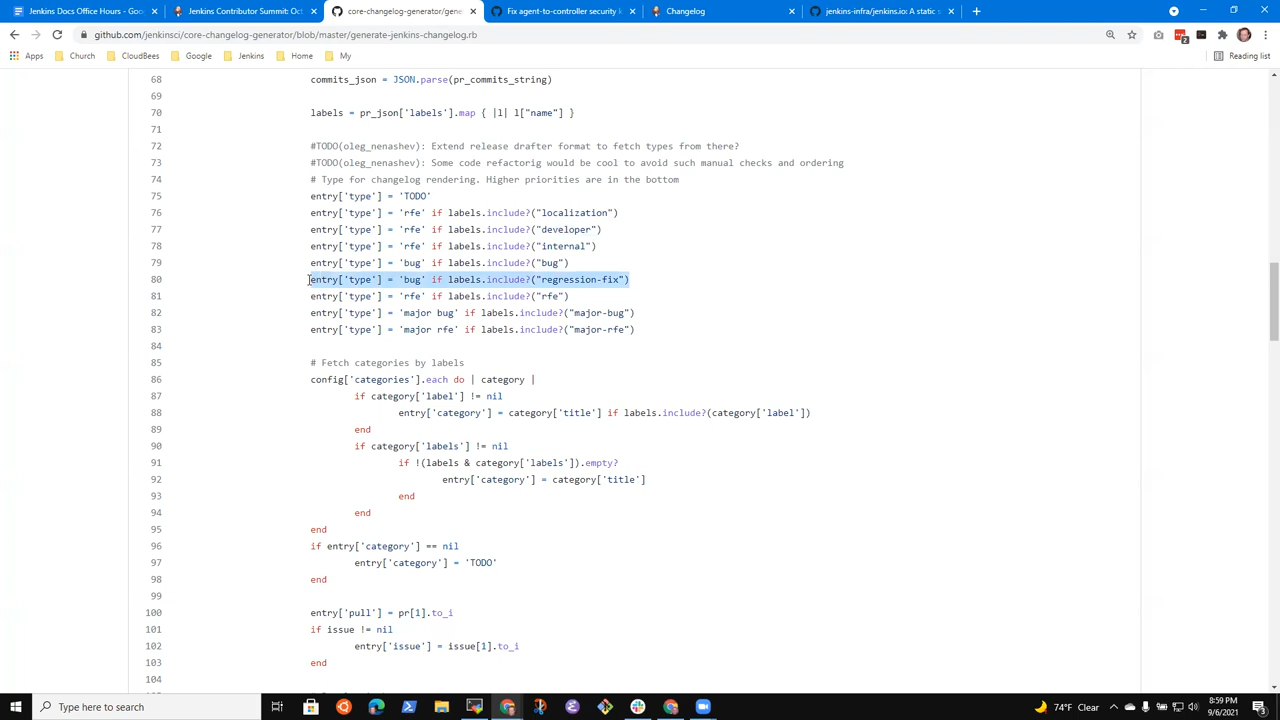 Jenkins Docs Office Hours - Goo
Jenkins Contributor Summit: Oct
core-changelog-generator/gene
Fix agent-to-controller security l
Changelog
jenkins-infra/jenkins.io: A static s
github.com/jenkinsci/core-changelog-generator/blob/master/generate-jenkins-changelog.rb
Apps
Church
CloudBees
Google
Jenkins
Home
My
Reading list
68 commits_json = JSON.parse(pr_commits_string)
69
70 labels = pr_json['labels'].map { |l| l["name"] }
71
72 #TODO(oleg_nenashev): Extend release drafter format to fetch types from there?
73 #TODO(oleg_nenashev): Some code refactorig would be cool to avoid such manual checks and ordering
74 # Type for changelog rendering. Higher priorities are in the bottom
75 entry['type'] = 'TODO'
76 entry['type'] = 'rfe' if labels.include?("localization")
77 entry['type'] = 'rfe' if labels.include?("developer")
78 entry['type'] = 'rfe' if labels.include?("internal")
79 entry['type'] = 'bug' if labels.include?("bug")
80 entry['type'] = 'bug' if labels.include?("regression-fix")
81 entry['type'] = 'rfe' if labels.include?("rfe")
82 entry['type'] = 'major bug' if labels.include?("major-bug")
83 entry['type'] = 'major rfe' if labels.include?("major-rfe")
84
85 # Fetch categories by labels
86 config['categories'].each do | category |
87 if category['label'] != nil
88 entry['category'] = category['title'] if labels.include?(category['label'])
89 end
90 if category['labels'] != nil
91 if !(labels & category['labels']).empty?
92 entry['category'] = category['title']
93 end
94 end
95 end
96 if entry['category'] == nil
97 entry['category'] = 'TODO'
98 end
99
100 entry['pull'] = pr[1].to_i
101 if issue != nil
102 entry['issue'] = issue[1].to_i
103 end
104
Type here to search
74°F Clear
8:59 PM
9/6/2021